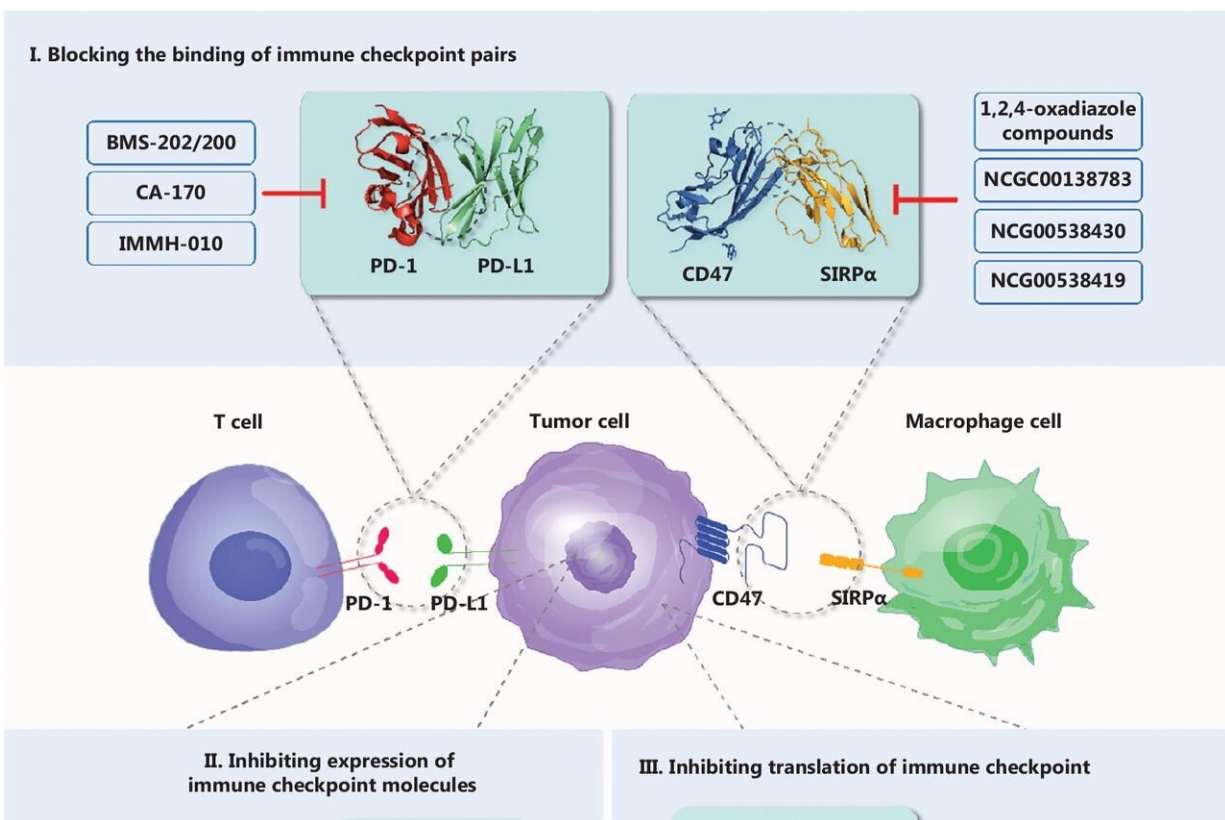 I. Blocking the binding of immune checkpoint pairs
BMS-202/200
CA-170
IMMH-010
PD-1
PD-L1
CD47
SIRPα
1,2,4-oxadiazole
compounds
NCGC00138783
NCG00538430
NCG00538419
T cell
Tumor cell
Macrophage cell
PD-1
PD-L1
CD47
SIRPα
II. Inhibiting expression of
immune checkpoint molecules
III. Inhibiting translation of immune checkpoint